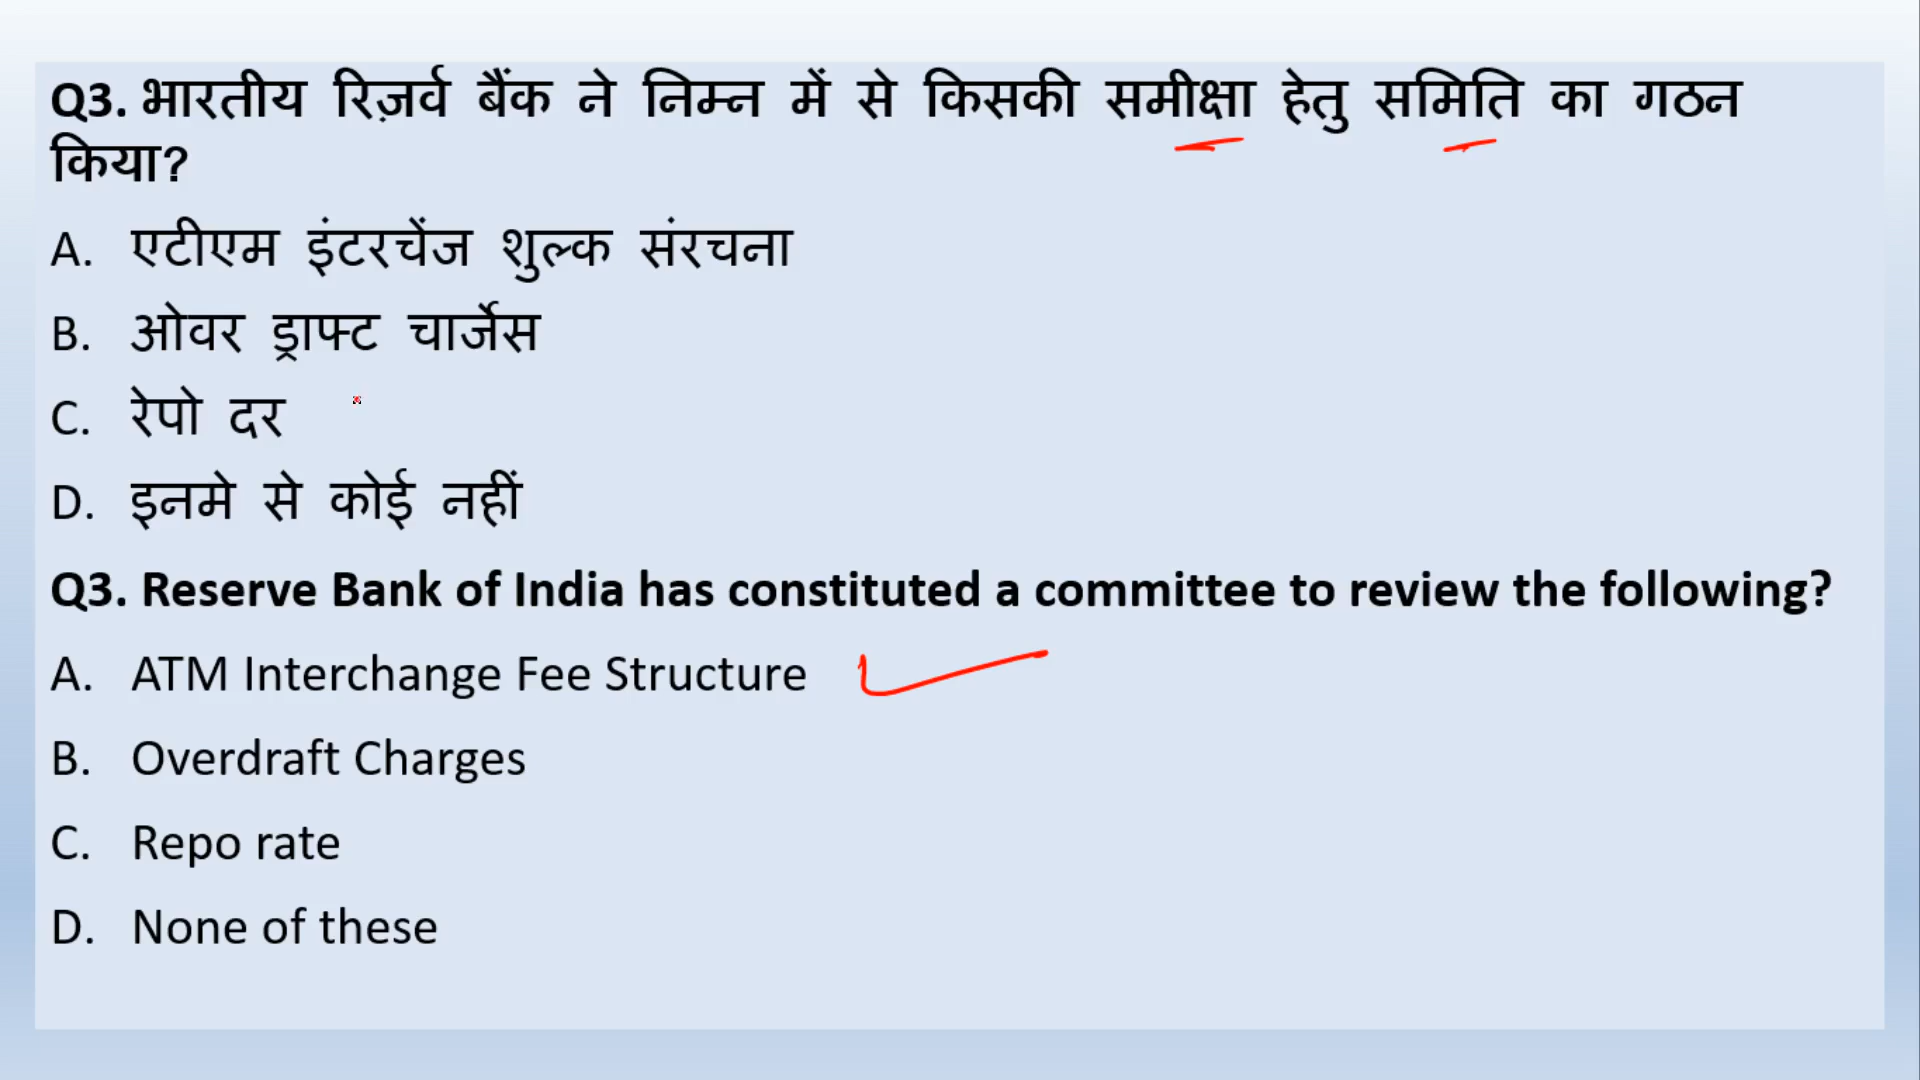 Q3. भारतीय रिज़र्व बैंक ने निम्न में से किसकी समीक्षा हेतु समिति का गठन
किया?
A. एटीएम इंटरचेंज शुल्क संरचना
B. ओवर ड्राफ्ट चार्जेस
C. रेपो दर
D. इनमे से कोई नहीं
Q3. Reserve Bank of India has constituted a committee to review the following?
A. ATM Interchange Fee Structure
B. Overdraft Charges
C. Repo rate
D. None of these